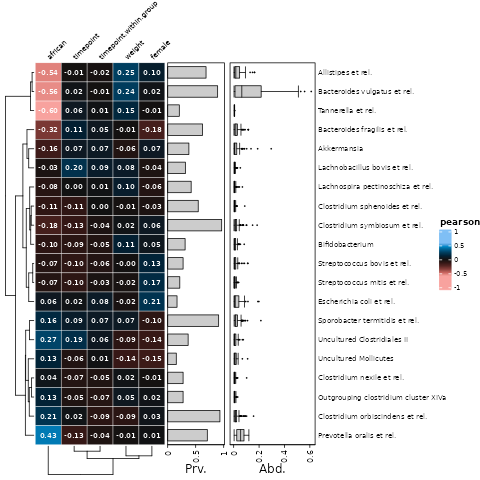 african timepoint timepoint.within.group weight female
-0.54 -0.01 -0.02 0.25 0.10 Allistipes et rel.
-0.56 0.02 -0.01 0.24 0.02 Bacteroides vulgatus et rel.
-0.60 0.06 0.01 0.15 -0.01 Tannerella et rel.
-0.32 0.11 0.05 -0.01 -0.18 Bacteroides fragilis et rel.
-0.16 0.07 0.07 -0.06 0.07 Akkermansia
-0.03 0.20 0.09 0.08 -0.04 Lachnobacillus bovis et rel.
-0.08 0.00 0.01 0.10 -0.06 Lachnospira pectinoschiza et rel.
-0.11 -0.11 0.00 -0.01 -0.03 Clostridium sphenoides et rel.
-0.18 -0.13 -0.04 0.02 0.06 Clostridium symbiosum et rel.
-0.10 -0.09 -0.05 0.11 0.05 Bifidobacterium
-0.07 -0.10 -0.06 -0.00 0.13 Streptococcus bovis et rel.
-0.07 -0.10 -0.03 -0.02 0.17 Streptococcus mitis et rel.
0.06 0.02 0.08 -0.02 0.21 Escherichia coli et rel.
0.16 0.09 0.07 0.07 -0.10 Sporobacter termitidis et rel.
0.27 0.19 0.06 -0.09 -0.14 Uncultured Clostridiales II
0.13 -0.06 0.01 -0.14 -0.15 Uncultured Mollicutes
0.04 -0.07 -0.05 0.02 -0.01 Clostridium nexile et rel.
0.13 -0.05 -0.07 0.05 0.02 Outgrouping clostridium cluster XIVa
0.21 0.02 -0.09 -0.09 0.03 Clostridium orbiscindens et rel.
0.43 -0.13 -0.04 -0.01 0.01 Prevotella oralis et rel.
0 0.5 1 0 0.2 0.4 0.6
Prv. Abd.
pearson
1
0.5
0
-0.5
-1